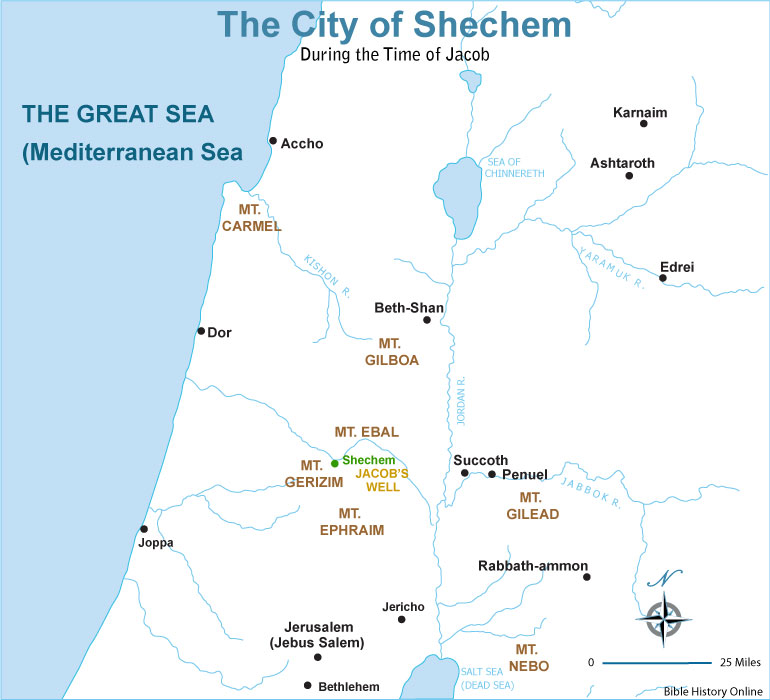 The City of Shechem
During the Time of Jacob
THE GREAT SEA
(Mediterranean Sea
Accho
Karnaim
Ashtaroth
SEA OF
CHINNERETH
MT.
CARMEL
KISHON R.
YARAMUK R.
Edrei
Beth-Shan
Dor
MT.
GILBOA
JORDAN R.
MT. EBAL
Shechem
MT.
GERIZIM
JACOB'S
WELL
Succoth
Penuel
JABBOK R.
MT.
GILEAD
MT.
EPHRAIM
Joppa
Rabbath-ammon
N
Jericho
Jerusalem
(Jebus Salem)
MT.
NEBO
SALT SEA
(DEAD SEA)
0 25 Miles
Bethlehem
Bible History Online